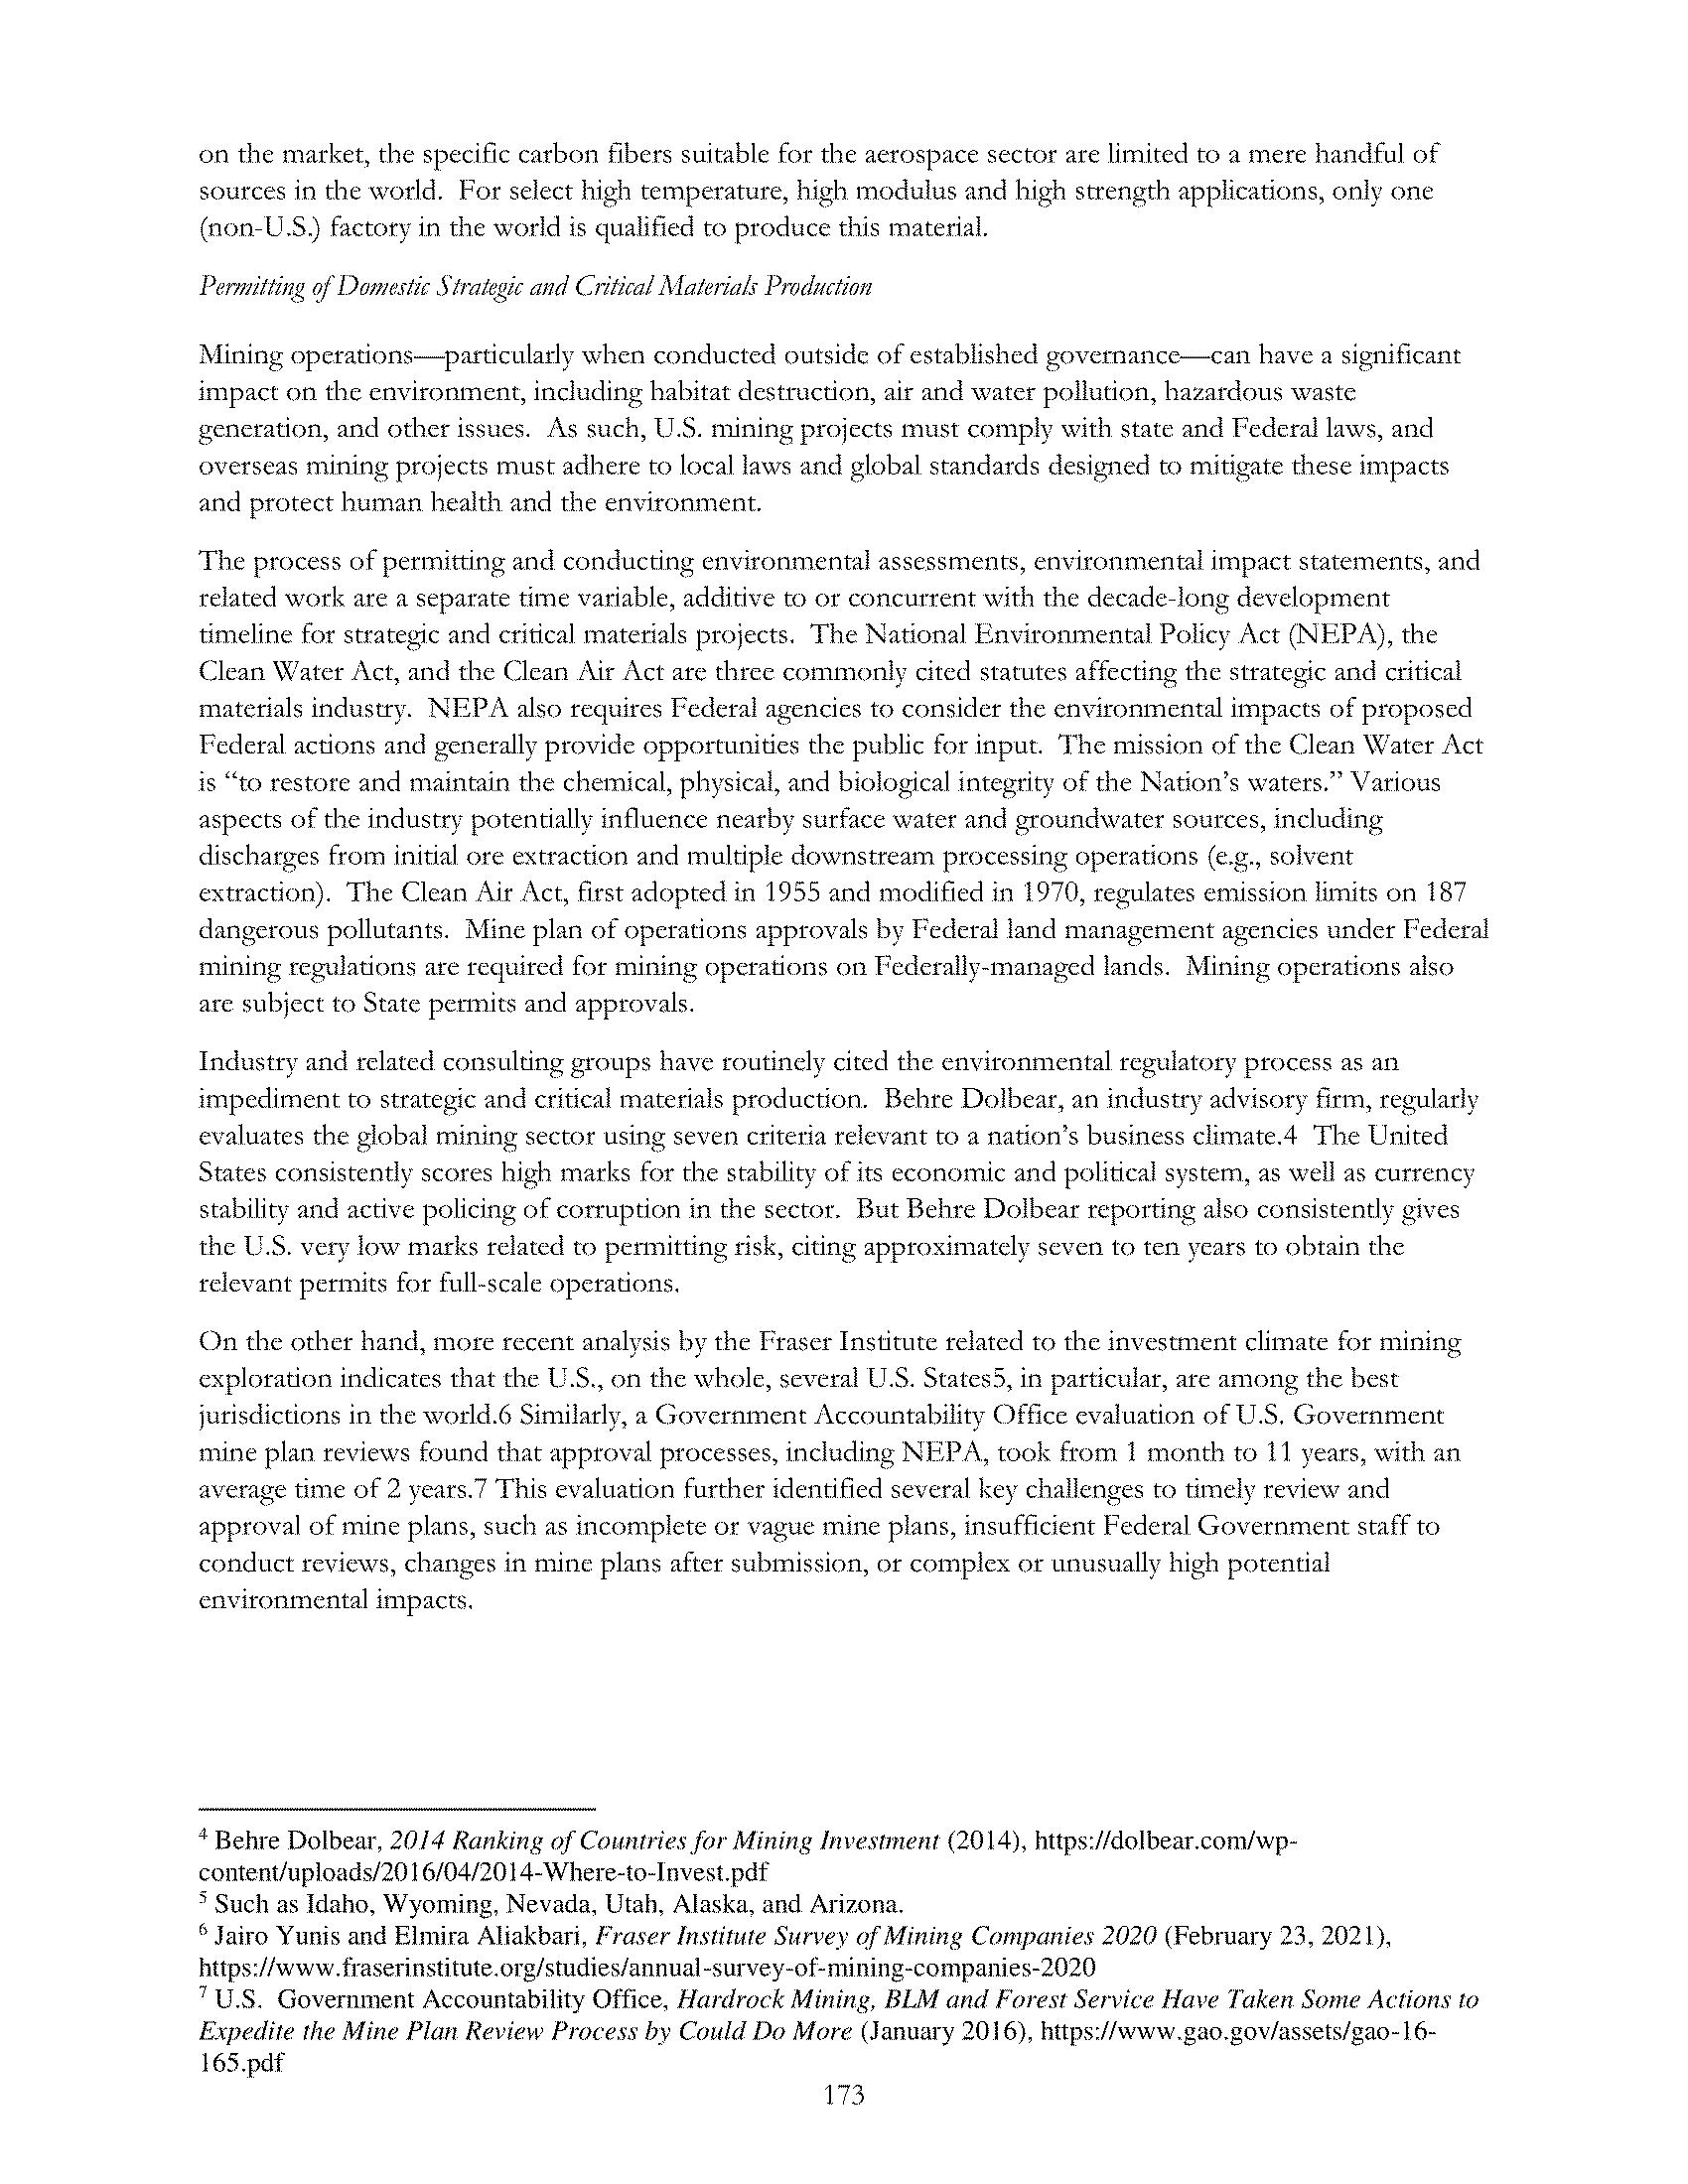 on the market, the specific carbon fibers suitable for the aerospace sector are limited to a mere handful of
sources in the world.  For select high temperature, high modulus and high strength applications, only one
(non-U.S.) factory in the world is qualified to produce this material.
Permitting of Domestic Strategic and Critical Materials Production
Mining operations—particularly when conducted outside of established governance—can have a significant
impact on the environment, including habitat destruction, air and water pollution, hazardous waste
generation, and other issues.  As such, U.S. mining projects must comply with state and Federal laws, and
overseas mining projects must adhere to local laws and global standards designed to mitigate these impacts
and protect human health and the environment.
The process of permitting and conducting environmental assessments, environmental impact statements, and
related work are a separate time variable, additive to or concurrent with the decade-long development
timeline for strategic and critical materials projects.  The National Environmental Policy Act (NEPA), the
Clean Water Act, and the Clean Air Act are three commonly cited statutes affecting the strategic and critical
materials industry.  NEPA also requires Federal agencies to consider the environmental impacts of proposed
Federal actions and generally provide opportunities the public for input.  The mission of the Clean Water Act
is “to restore and maintain the chemical, physical, and biological integrity of the Nation’s waters.” Various
aspects of the industry potentially influence nearby surface water and groundwater sources, including
discharges from initial ore extraction and multiple downstream processing operations (e.g., solvent
extraction).  The Clean Air Act, first adopted in 1955 and modified in 1970, regulates emission limits on 187
dangerous pollutants.  Mine plan of operations approvals by Federal land management agencies under Federal
mining regulations are required for mining operations on Federally-managed lands.  Mining operations also
are subject to State permits and approvals.
Industry and related consulting groups have routinely cited the environmental regulatory process as an
impediment to strategic and critical materials production.  Behre Dolbear, an industry advisory firm, regularly
evaluates the global mining sector using seven criteria relevant to a nation’s business climate.4  The United
States consistently scores high marks for the stability of its economic and political system, as well as currency
stability and active policing of corruption in the sector.  But Behre Dolbear reporting also consistently gives
the U.S. very low marks related to permitting risk, citing approximately seven to ten years to obtain the
relevant permits for full-scale operations.
On the other hand, more recent analysis by the Fraser Institute related to the investment climate for mining
exploration indicates that the U.S., on the whole, several U.S. States5, in particular, are among the best
jurisdictions in the world.6 Similarly, a Government Accountability Office evaluation of U.S. Government
mine plan reviews found that approval processes, including NEPA, took from 1 month to 11 years, with an
average time of 2 years.7 This evaluation further identified several key challenges to timely review and
approval of mine plans, such as incomplete or vague mine plans, insufficient Federal Government staff to
conduct reviews, changes in mine plans after submission, or complex or unusually high potential
environmental impacts.
4 Behre Dolbear, 2014 Ranking of Countries for Mining Investment (2014), https://dolbear.com/wp-
content/uploads/2016/04/2014-Where-to-Invest.pdf
5 Such as Idaho, Wyoming, Nevada, Utah, Alaska, and Arizona.
6 Jairo Yunis and Elmira Aliakbari, Fraser Institute Survey of Mining Companies 2020 (February 23, 2021),
https://www.fraserinstitute.org/studies/annual-survey-of-mining-companies-2020
7 U.S.  Government Accountability Office, Hardrock Mining, BLM and Forest Service Have Taken Some Actions to
Expedite the Mine Plan Review Process by Could Do More (January 2016), https://www.gao.gov/assets/gao-16-
165.pdf
173